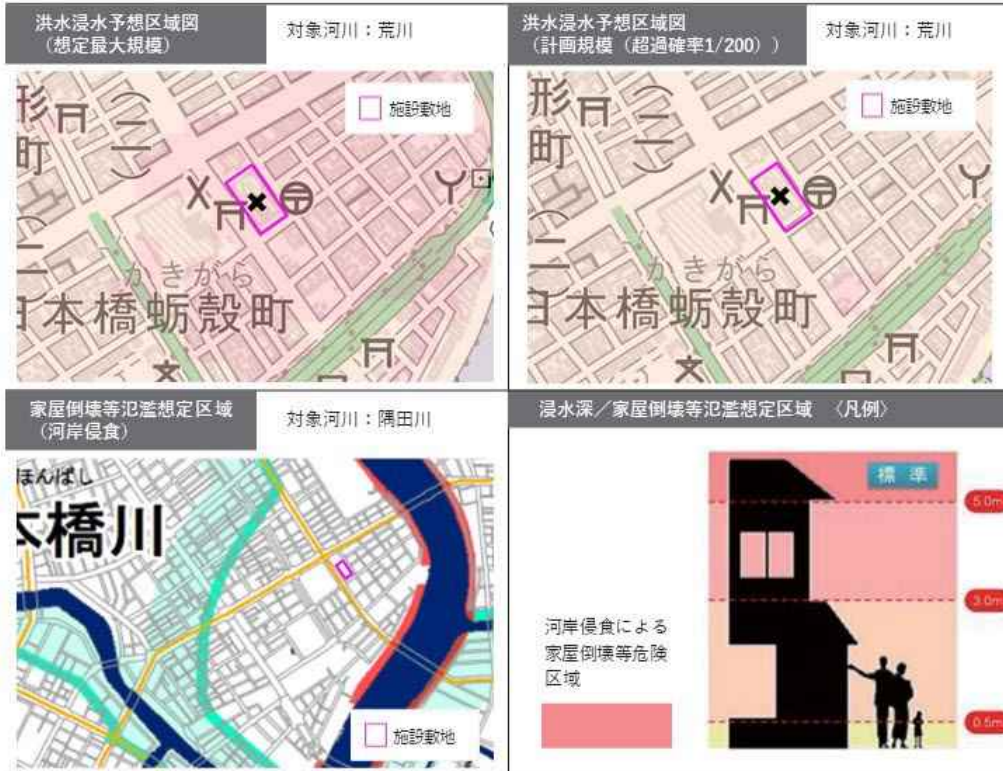 洪水浸水予想区域図
（想定最大規模）
対象河川：荒川
施設敷地
形
町
かきがら
日本橋蛎殻町
洪水浸水予想区域図
（計画規模（超過確率1/200））
対象河川：荒川
施設敷地
形
町
かきがら
日本橋蛎殻町
家屋倒壊等氾濫想定区域
（河岸侵食）
対象河川：隅田川
ほんばし
本橋川
施設敷地
浸水深／家屋倒壊等氾濫想定区域 〈凡例〉
標準
5.0m
3.0m
0.5m
河岸侵食による
家屋倒壊等危険
区域